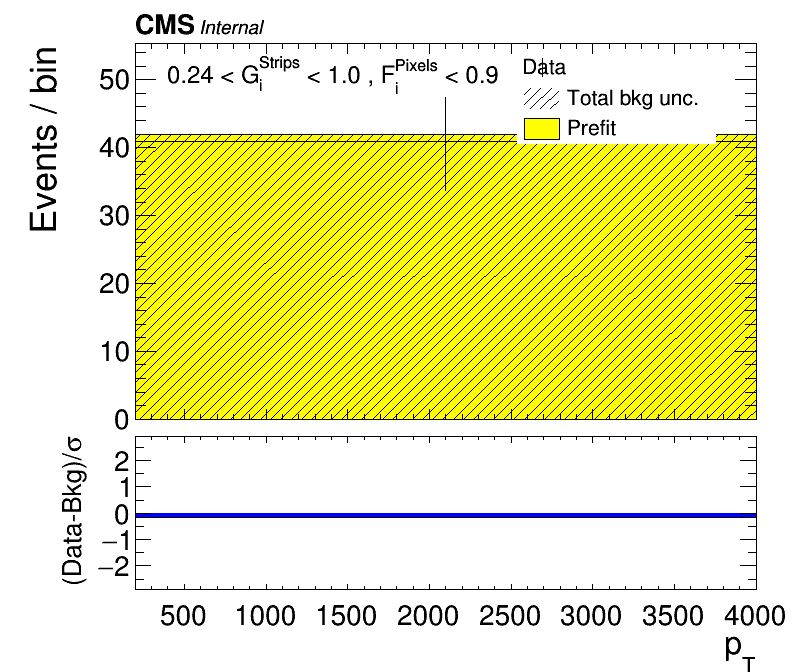 CMS Internal
0.24 < G_i^Strips < 1.0 , F_i^Pixels < 0.9
Data
Total bkg unc.
Prefit
Events / bin
50
40
30
20
10
0
(Data-Bkg)/σ
2
1
0
−1
−2
500 1000 1500 2000 2500 3000 3500 4000
p_T